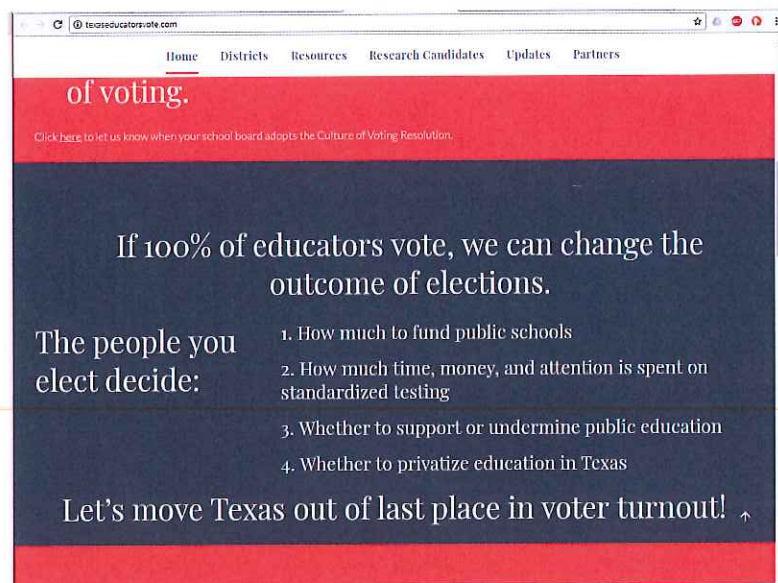 texaseducatorsvote.com
Home Districts Resources Research Candidates Updates Partners
of voting.
Click here to let us know when your school board adopts the Culture of Voting Resolution.
If 100% of educators vote, we can change the
outcome of elections.
The people you
elect decide:
1. How much to fund public schools
2. How much time, money, and attention is spent on
standardized testing
3. Whether to support or undermine public education
4. Whether to privatize education in Texas
Let's move Texas out of last place in voter turnout!